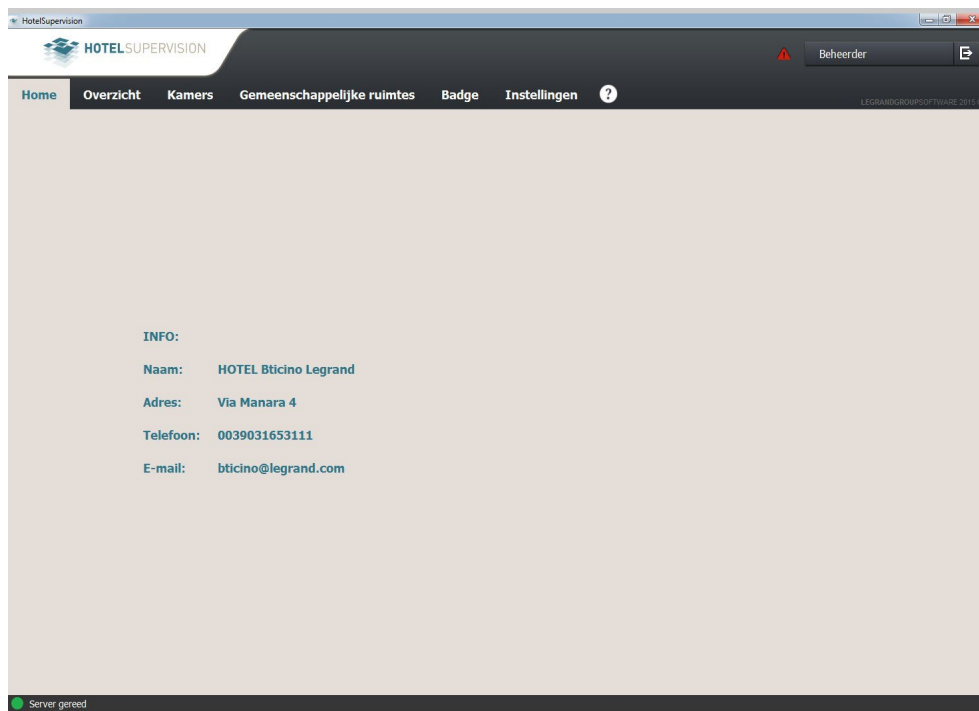 HotelSupervision
HOTELSUPERVISION
Beheerder
Home Overzicht Kamers Gemeenschappelijke ruimtes Badge Instellingen ?
LEGRANDGROUPSOFTWARE 2015
INFO:
Naam: HOTEL Bticino Legrand
Adres: Via Manara 4
Telefoon: 0039031653111
E-mail: bticino@legrand.com
Server gereed